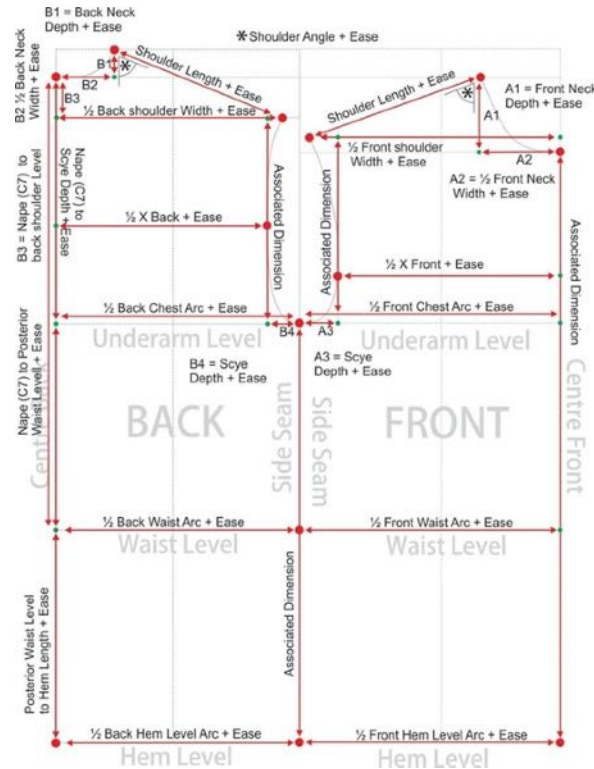 B1 = Back Neck
Depth + Ease
*Shoulder Angle + Ease
B2 ½ Back Neck
Width + Ease
B1
*
B2
B3
Shoulder Length + Ease
Shoulder Length + Ease
*
A1
A1 = Front Neck
Depth + Ease
½ Back shoulder Width + Ease
½ Front shoulder
Width + Ease
A2
A2 = ½ Front Neck
Width + Ease
B3 = Nape (C7) to
back shoulder Level
Nape (C7) to
Scye Depth + Ease
Associated Dimension
Associated Dimension
Associated Dimension
½ X Back + Ease
½ X Front + Ease
½ Back Chest Arc + Ease
½ Front Chest Arc + Ease
Underarm Level
B4
A3
Underarm Level
B4 = Scye
Depth + Ease
A3 = Scye
Depth + Ease
Nape (C7) to Posterior
Waist Level + Ease
Centre Back
BACK
Side Seam
Side Seam
FRONT
Centre Front
½ Back Waist Arc + Ease
½ Front Waist Arc + Ease
Waist Level
Waist Level
Posterior Waist Level
to Hem Length + Ease
Associated Dimension
½ Back Hem Level Arc + Ease
½ Front Hem Level Arc + Ease
Hem Level
Hem Level